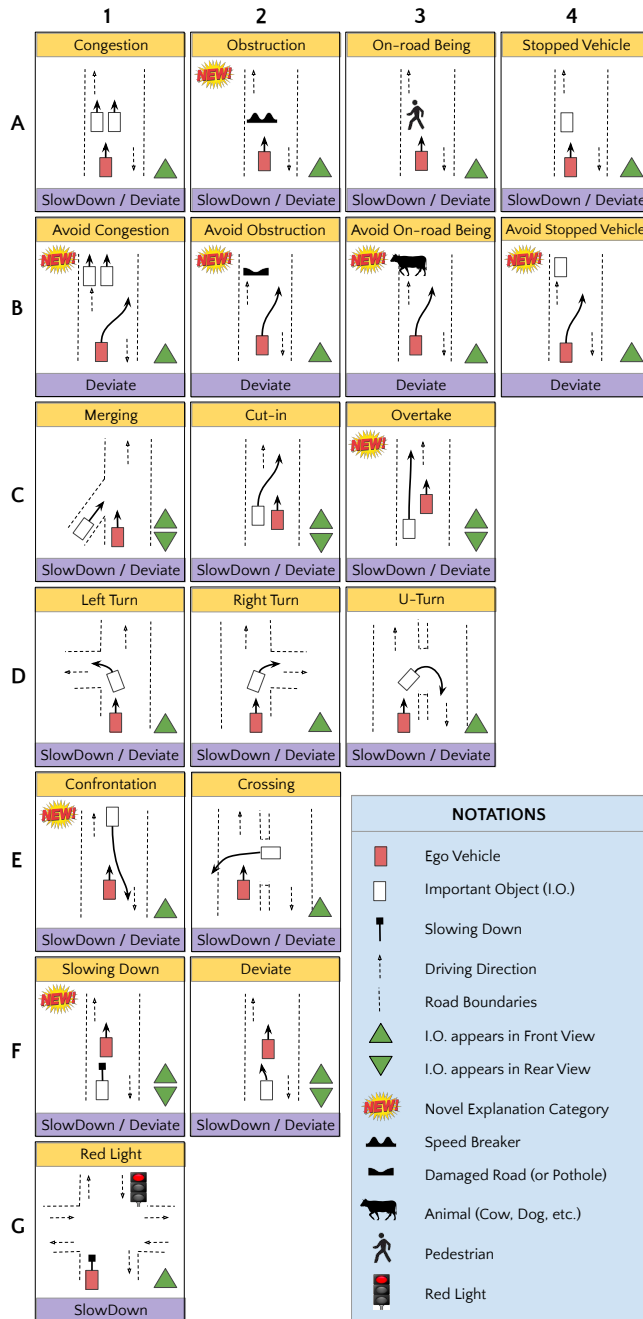 1 2 3 4
Congestion Obstruction On-road Being Stopped Vehicle
NEW!
A
SlowDown / Deviate SlowDown / Deviate SlowDown / Deviate SlowDown / Deviate
Avoid Congestion Avoid Obstruction Avoid On-road Being Avoid Stopped Vehicle
NEW! NEW! NEW! NEW!
B
Deviate Deviate Deviate Deviate
Merging Cut-in Overtake
NEW!
C
SlowDown / Deviate SlowDown / Deviate SlowDown / Deviate
Left Turn Right Turn U-Turn
D
SlowDown / Deviate SlowDown / Deviate SlowDown / Deviate
Confrontation Crossing
NEW!
E
SlowDown / Deviate SlowDown / Deviate
Slowing Down Deviate
NEW!
F
SlowDown / Deviate SlowDown / Deviate
Red Light
G
SlowDown
NOTATIONS
Ego Vehicle
Important Object (I.O.)
Slowing Down
Driving Direction
Road Boundaries
I.O. appears in Front View
I.O. appears in Rear View
NEW! Novel Explanation Category
Speed Breaker
Damaged Road (or Pothole)
Animal (Cow, Dog, etc.)
Pedestrian
Red Light